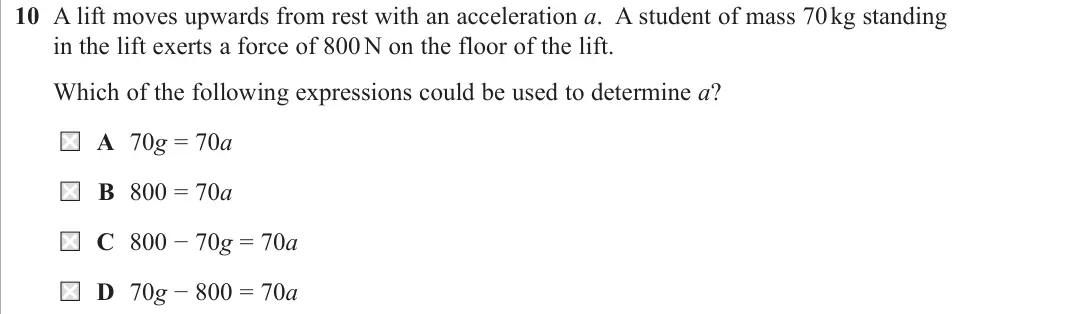 10 A lift moves upwards from rest with an acceleration a. A student of mass 70 kg standing
in the lift exerts a force of 800 N on the floor of the lift.
Which of the following expressions could be used to determine a?
A 70g = 70a
B 800 = 70a
C 800 − 70g = 70a
D 70g − 800 = 70a